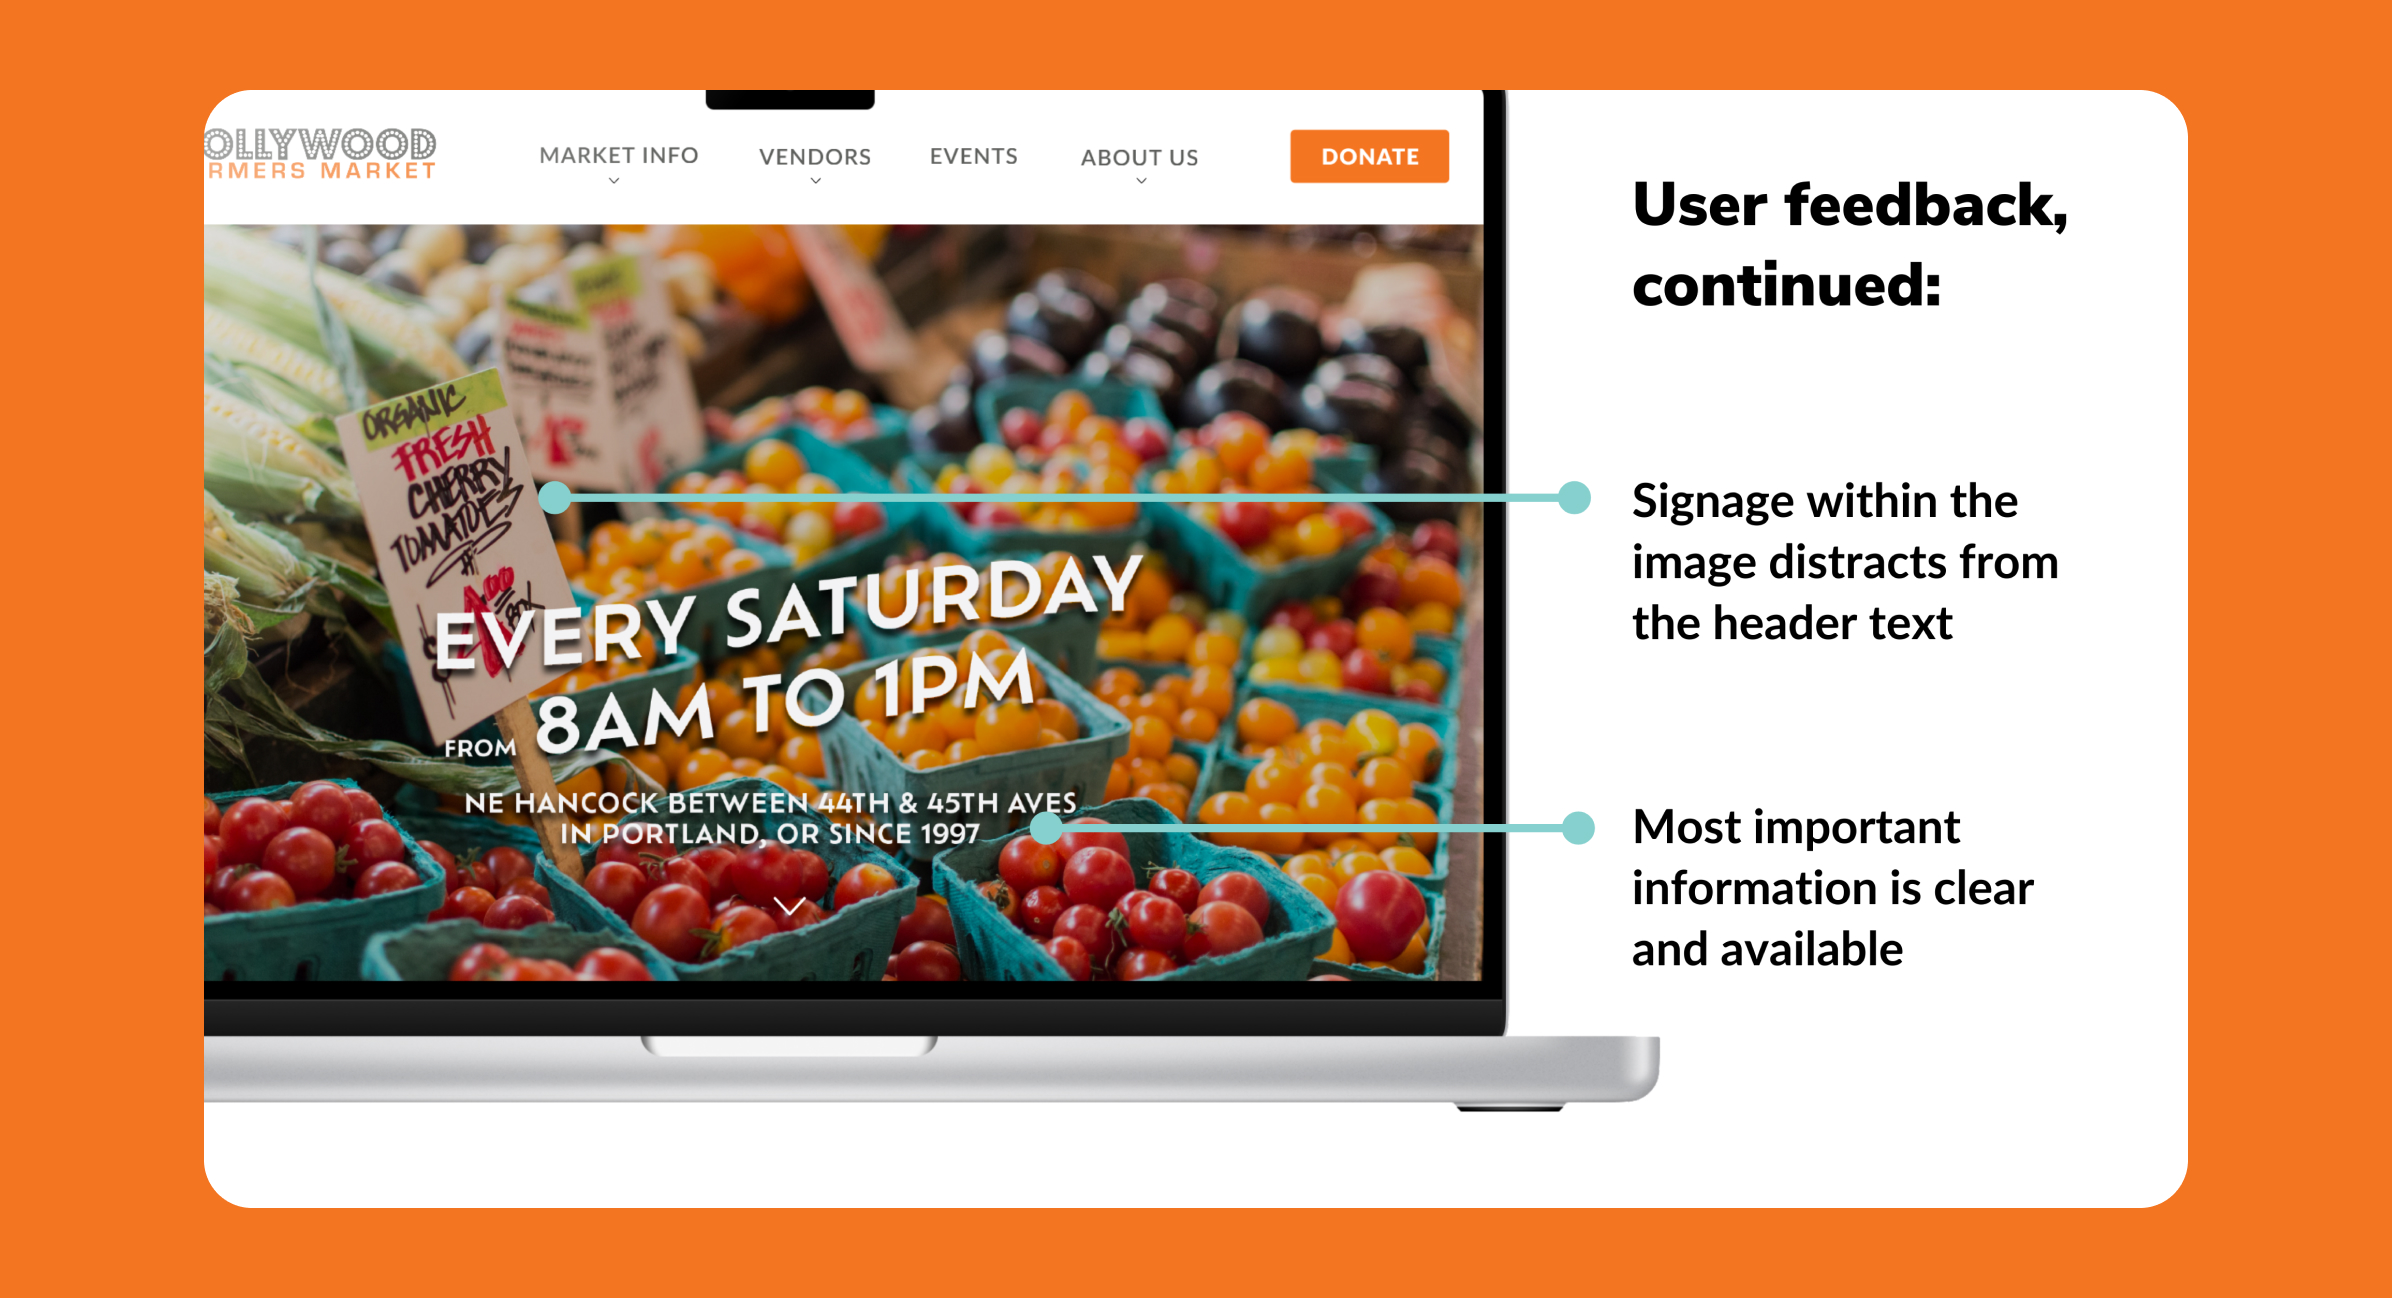 OLLYWOOD
RMERS MARKET
MARKET INFO
VENDORS
EVENTS
ABOUT US
DONATE
ORGANIC
FRESH
CHERRY
TOMATOES
EVERY SATURDAY
FROM 8AM TO 1PM
NE HANCOCK BETWEEN 44TH & 45TH AVES
IN PORTLAND, OR SINCE 1997
User feedback,
continued:
Signage within the
image distracts from
the header text
Most important
information is clear
and available